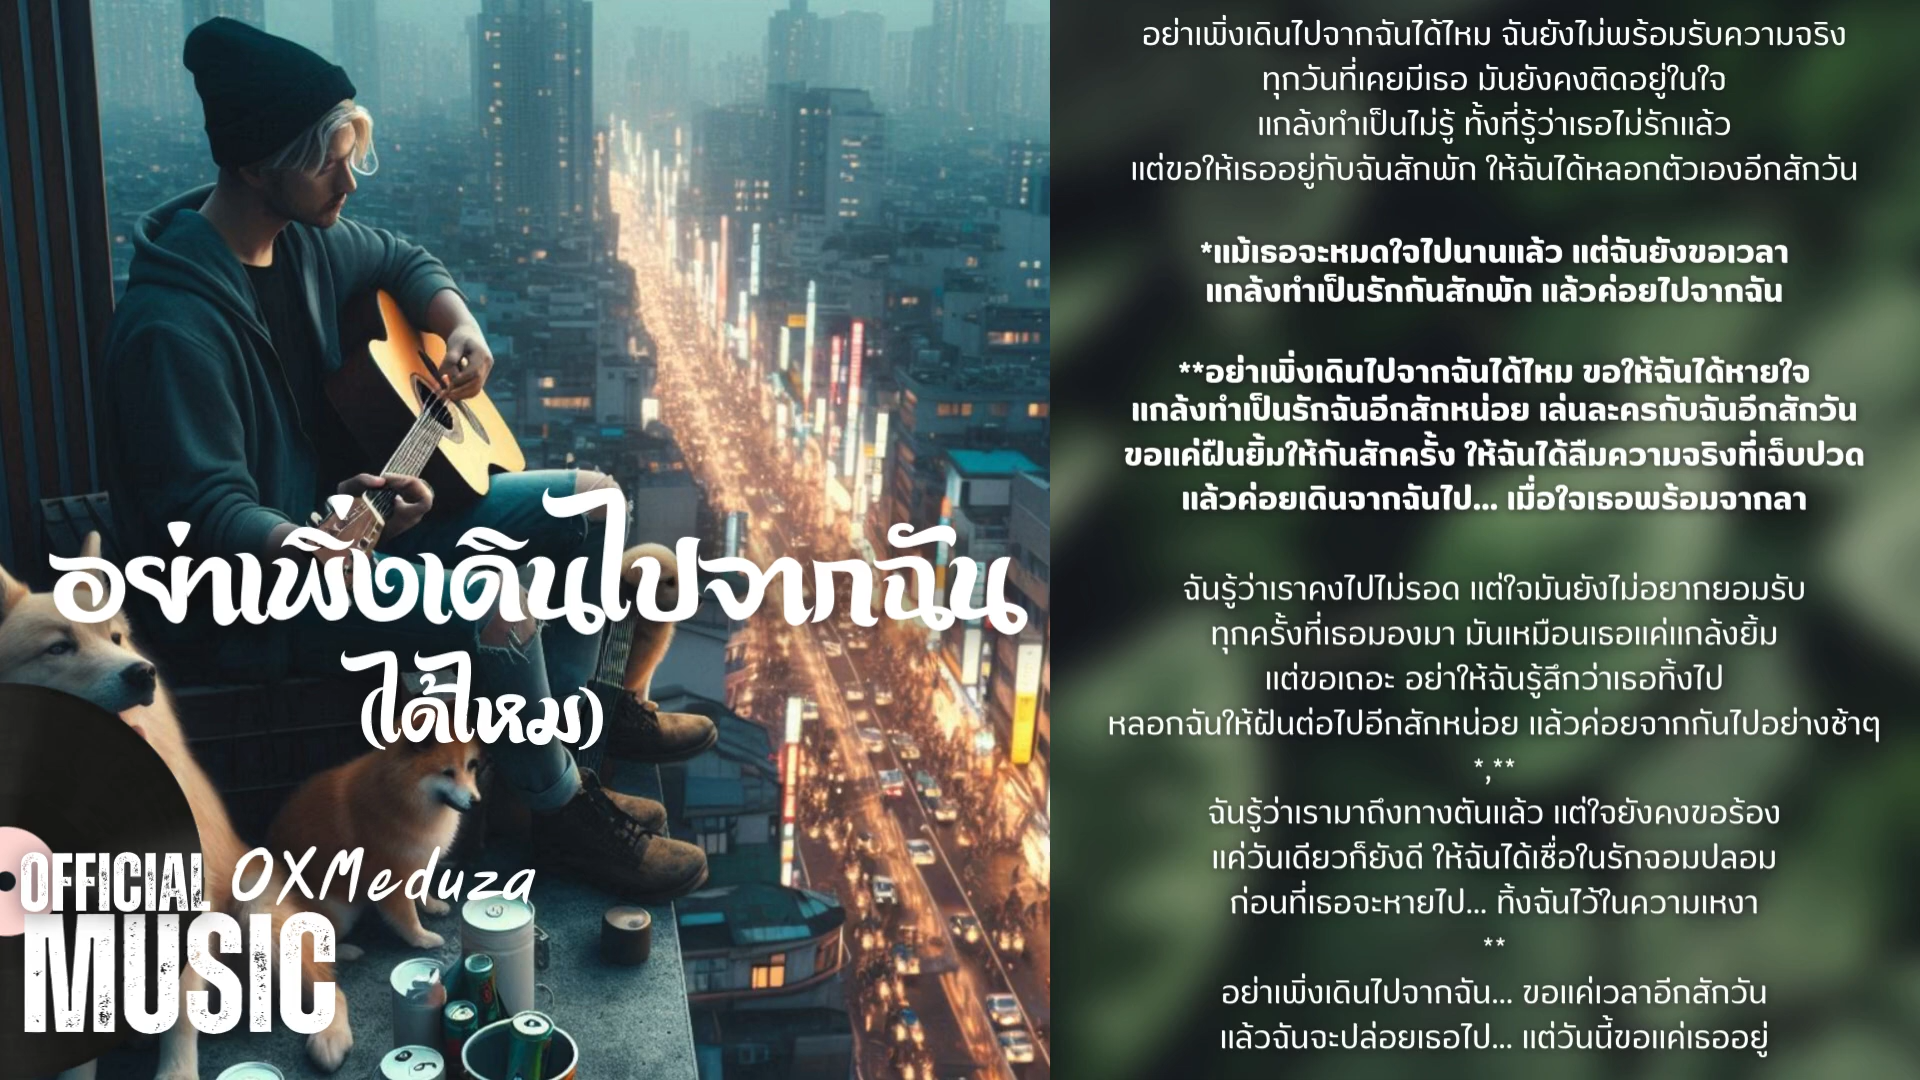 อย่าเพิ่งเดินไปจากฉัน
(ได้ไหม)
OFFICIAL OXMeduza
MUSIC
อย่าเพิ่งเดินไปจากฉันได้ไหม ฉันยังไม่พร้อมรับความจริง
ทุกวันที่เคยมีเธอ มันยังคงติดอยู่ในใจ
แกล้งทำเป็นไม่รู้ ทั้งที่รู้ว่าเธอไม่รักแล้ว
แต่ขอให้เธออยู่กับฉันสักพัก ให้ฉันได้หลอกตัวเองอีกสักวัน
*แม้เธอจะหมดใจไปนานแล้ว แต่ฉันยังขอเวลา
แกล้งทำเป็นรักกันสักพัก แล้วค่อยไปจากฉัน
**อย่าเพิ่งเดินไปจากฉันได้ไหม ขอให้ฉันได้หายใจ
แกล้งทำเป็นรักฉันอีกสักหน่อย เล่นละครกับฉันอีกสักวัน
ขอแค่ฝืนยิ้มให้กันสักครั้ง ให้ฉันได้ลืมความจริงที่เจ็บปวด
แล้วค่อยเดินจากฉันไป... เมื่อใจเธอพร้อมจากลา
ฉันรู้ว่าเราคงไปไม่รอด แต่ใจมันยังไม่อยากยอมรับ
ทุกครั้งที่เธอมองมา มันเหมือนเธอแค่แกล้งยิ้ม
แต่ขอเถอะ อย่าให้ฉันรู้สึกว่าเธอทิ้งไป
หลอกฉันให้ฝันต่อไปอีกสักหน่อย แล้วค่อยจากกันไปอย่างช้าๆ
*,**
ฉันรู้ว่าเรามาถึงทางตันแล้ว แต่ใจยังคงขอร้อง
แค่วันเดียวก็ยังดี ให้ฉันได้เชื่อในรักจอมปลอม
ก่อนที่เธอจะหายไป... ทิ้งฉันไว้ในความเหงา
**
อย่าเพิ่งเดินไปจากฉัน... ขอแค่เวลาอีกสักวัน
แล้วฉันจะปล่อยเธอไป... แต่วันนี้ขอแค่เธออยู่